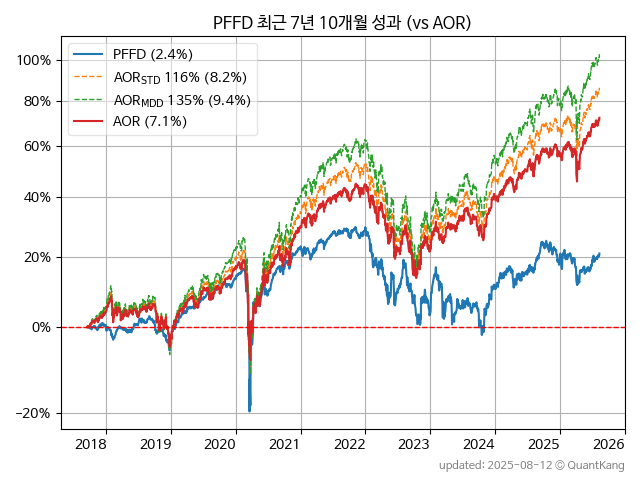 PFFD 최근 7년 10개월 성과 (vs AOR)
PFFD (2.4%)
AOR_STD 116% (8.2%)
AOR_MDD 135% (9.4%)
AOR (7.1%)
100%
80%
60%
40%
20%
0%
−20%
2018 2019 2020 2021 2022 2023 2024 2025 2026
updated: 2025-08-12 © QuantKang